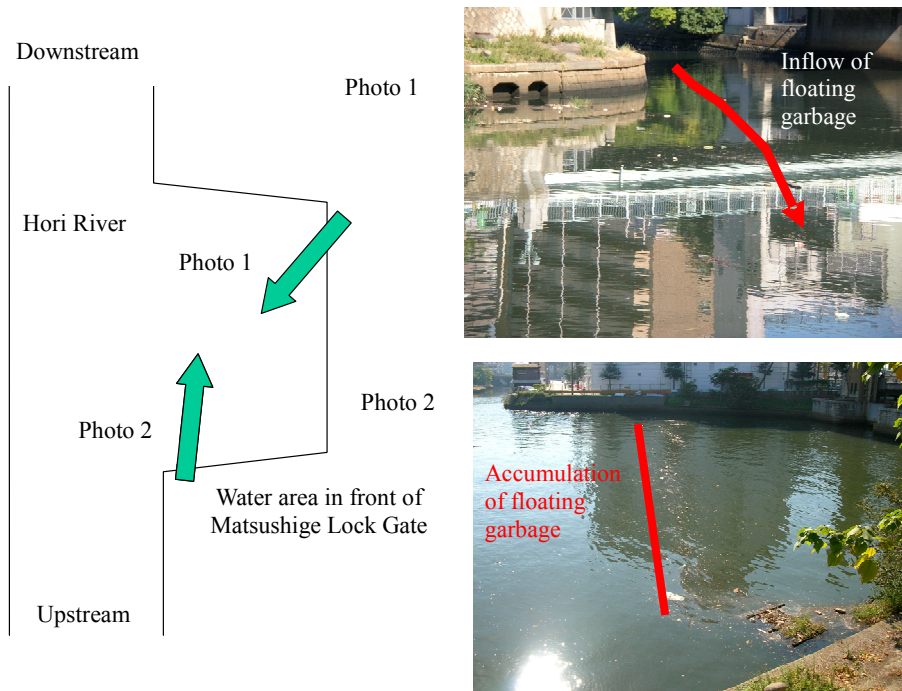 Downstream
Photo 1
Hori River
Photo 1
Photo 2
Photo 2
Water area in front of
Matsushige Lock Gate
Upstream
Inflow of
floating
garbage
Accumulation
of floating
garbage